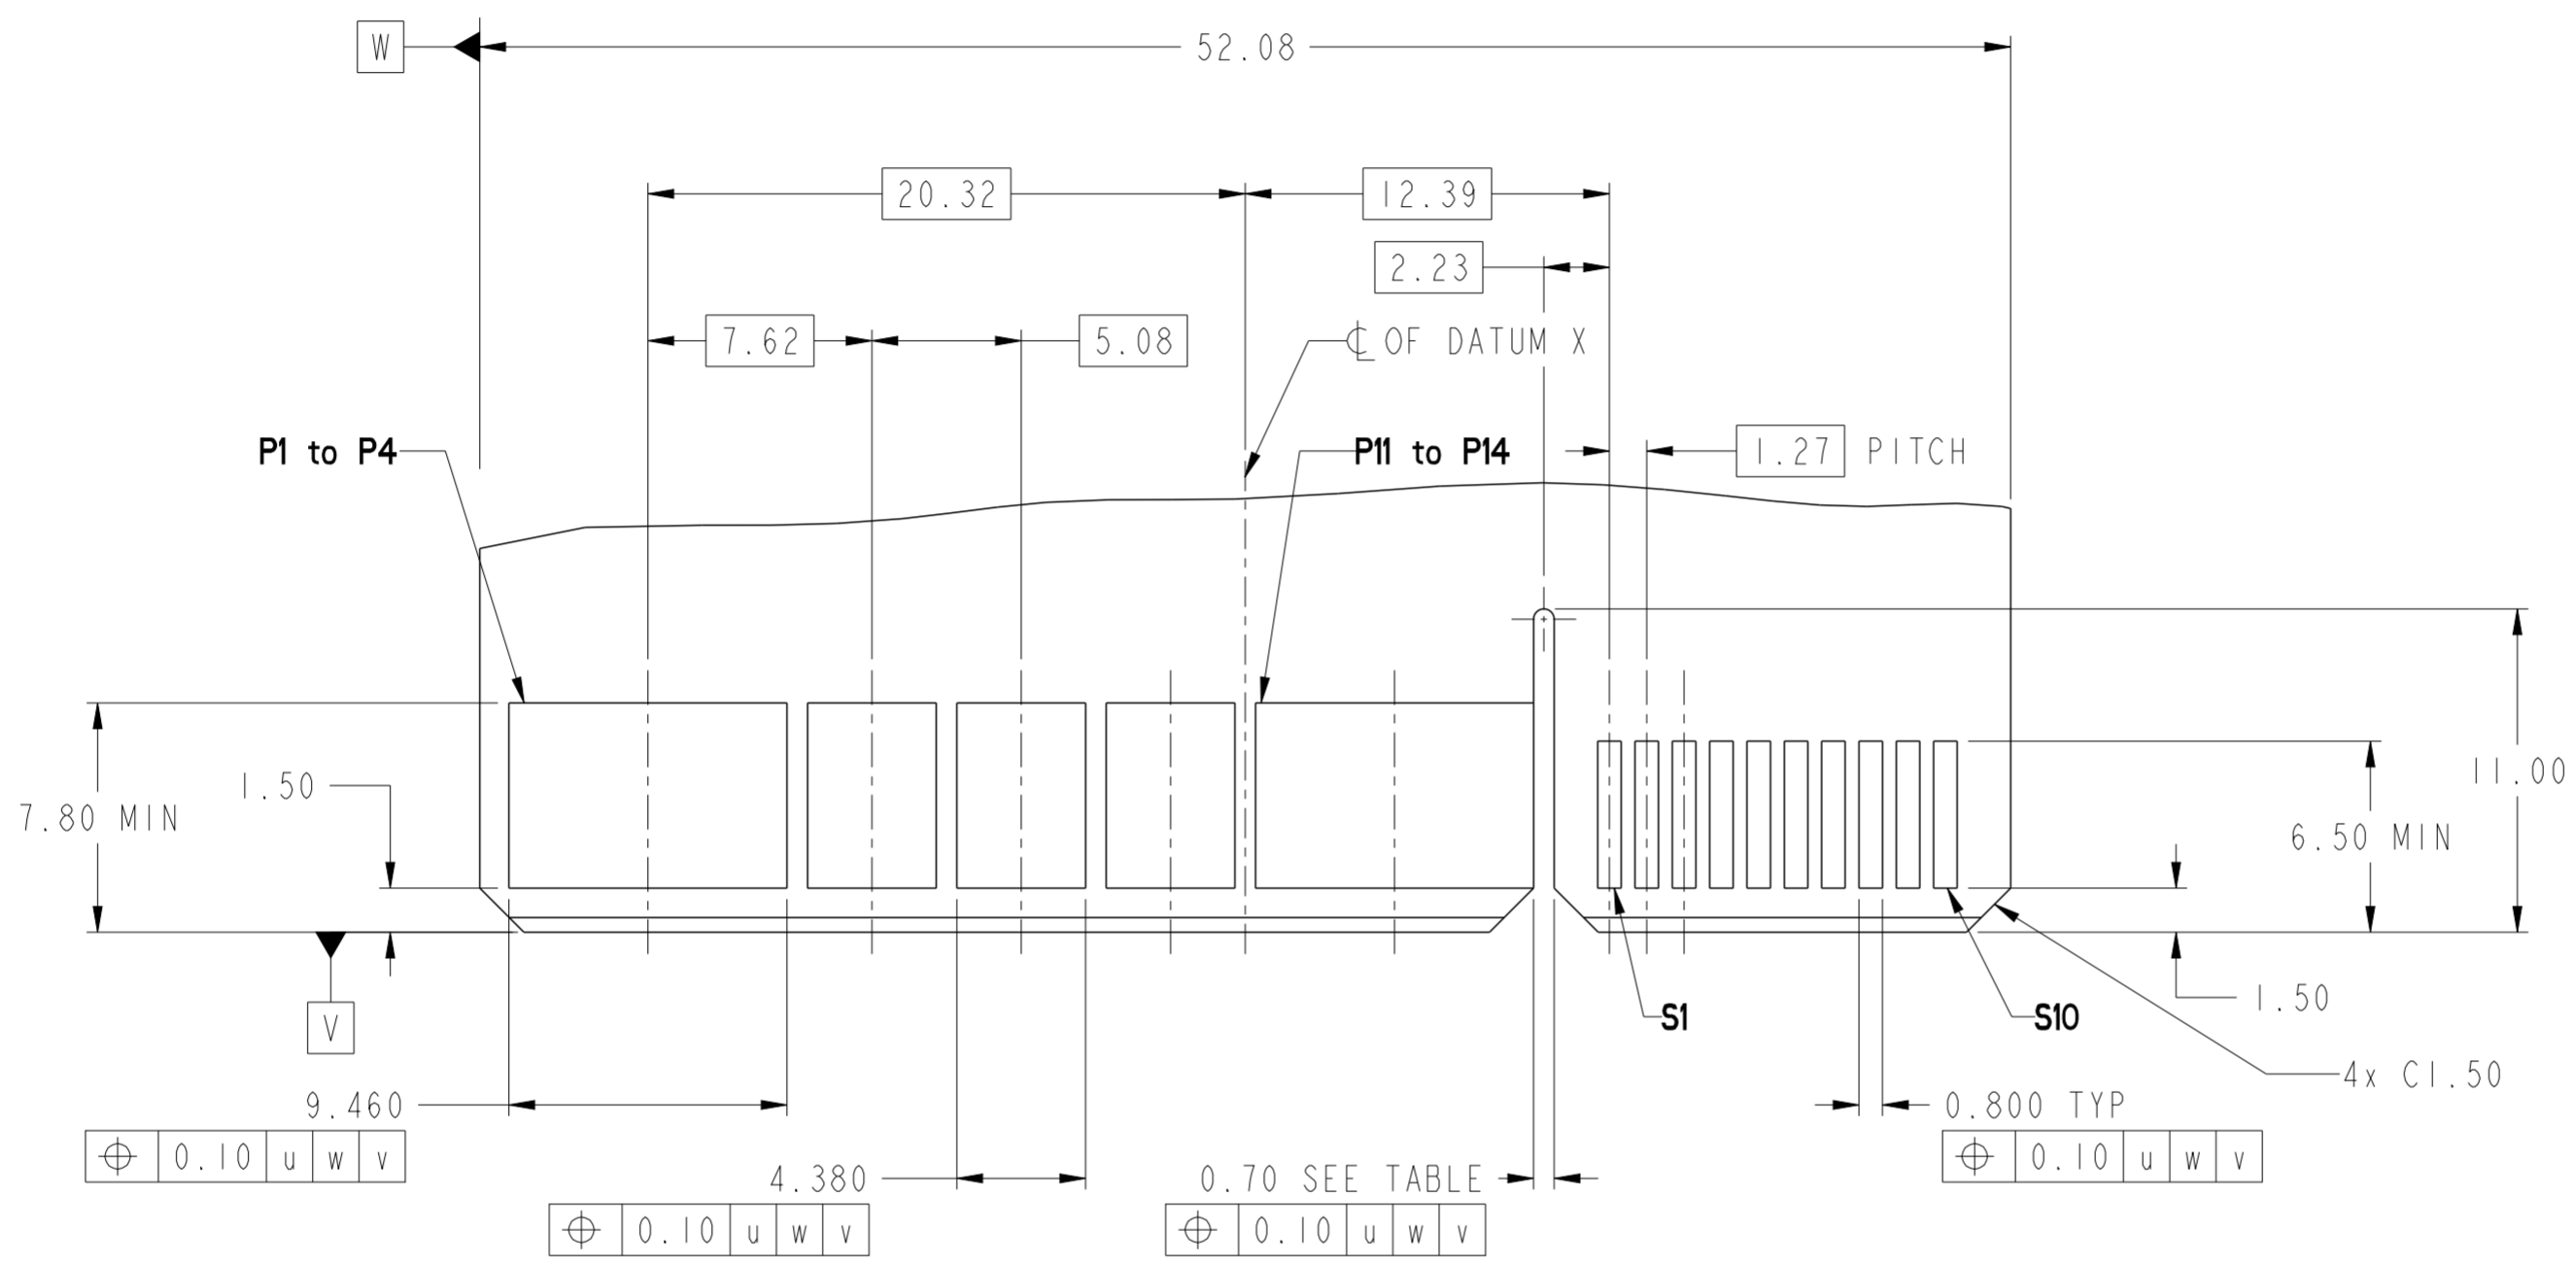 W
52.08
20.32
12.39
2.23
7.62
5.08
℄ OF DATUM X
P1 to P4
P11 to P14
1.27 PITCH
1.50
7.80 MIN
11.00
6.50 MIN
V
S1
S10
1.50
4x C1.50
9.460
⌖ 0.10 u w v
0.800 TYP
⌖ 0.10 u w v
4.380
⌖ 0.10 u w v
0.70 SEE TABLE
⌖ 0.10 u w v